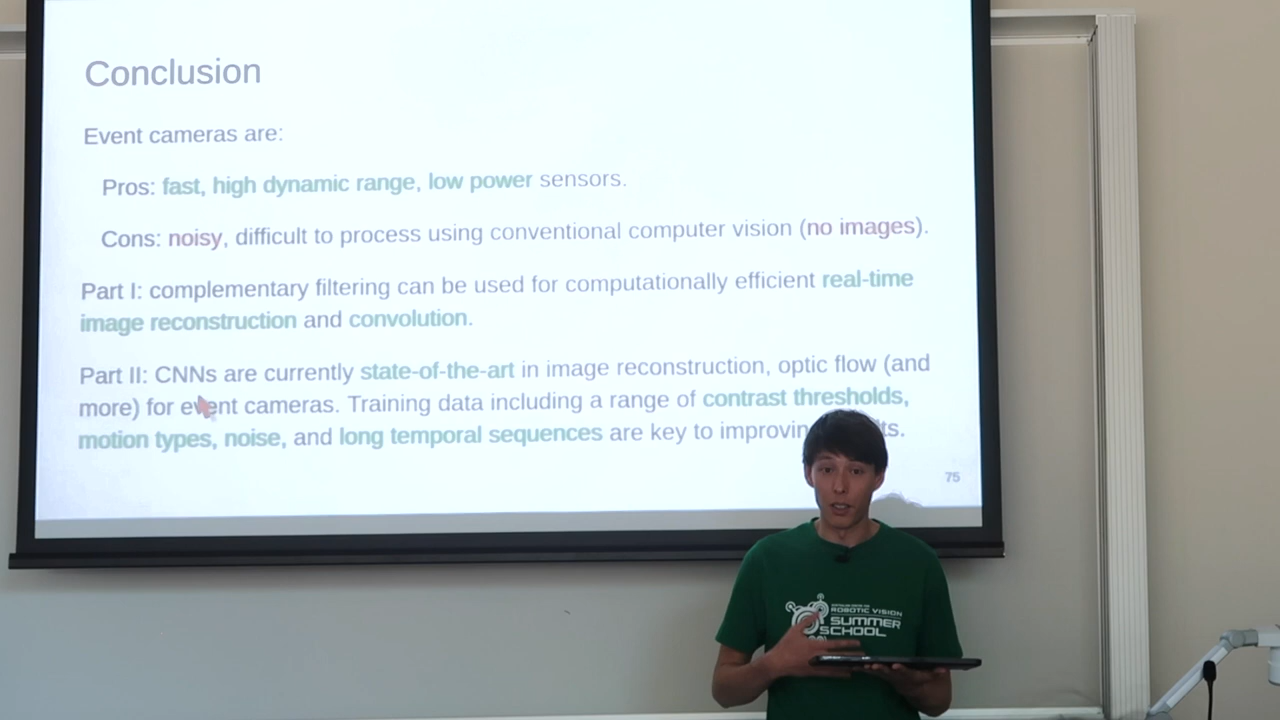 Conclusion
Event cameras are:
Pros: fast, high dynamic range, low power sensors.
Cons: noisy, difficult to process using conventional computer vision (no images).
Part I: complementary filtering can be used for computationally efficient real-time
image reconstruction and convolution.
Part II: CNNs are currently state-of-the-art in image reconstruction, optic flow (and
more) for event cameras. Training data including a range of contrast thresholds,
motion types, noise, and long temporal sequences are key to improvin
75
ROBOTIC VISION
SUMMER
SCHOOL